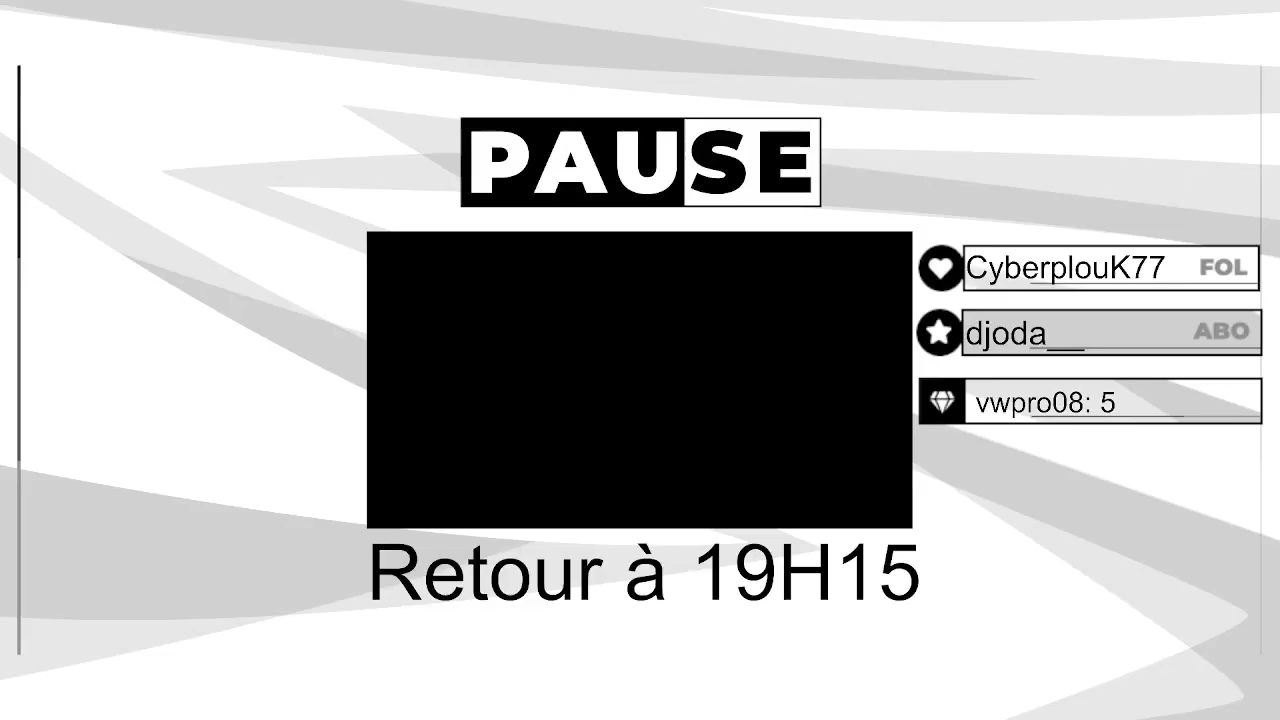 PAUSE
CyberplouK77 FOL
djoda__ ABO
vwpro08: 5
Retour à 19H15